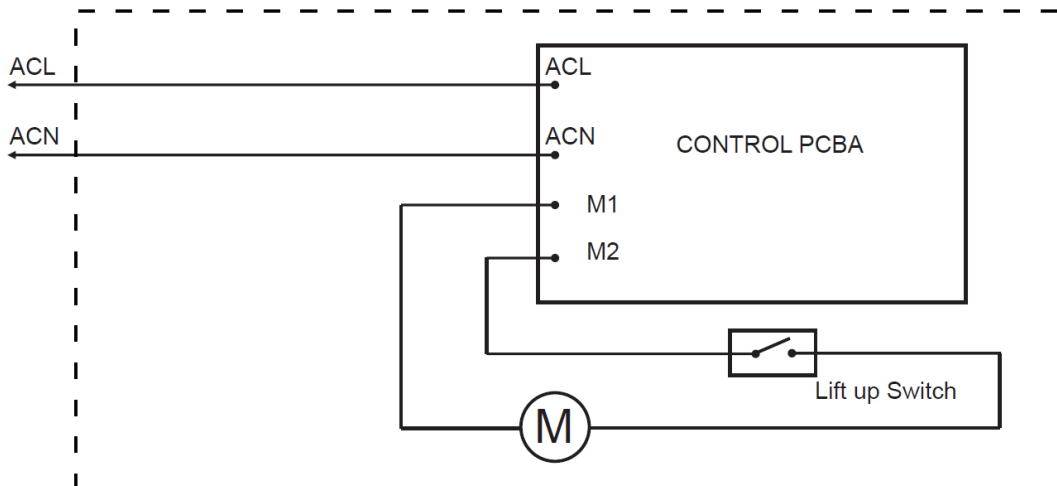 ACL
ACL
ACN
ACN
CONTROL PCBA
M1
M2
Lift up Switch
M